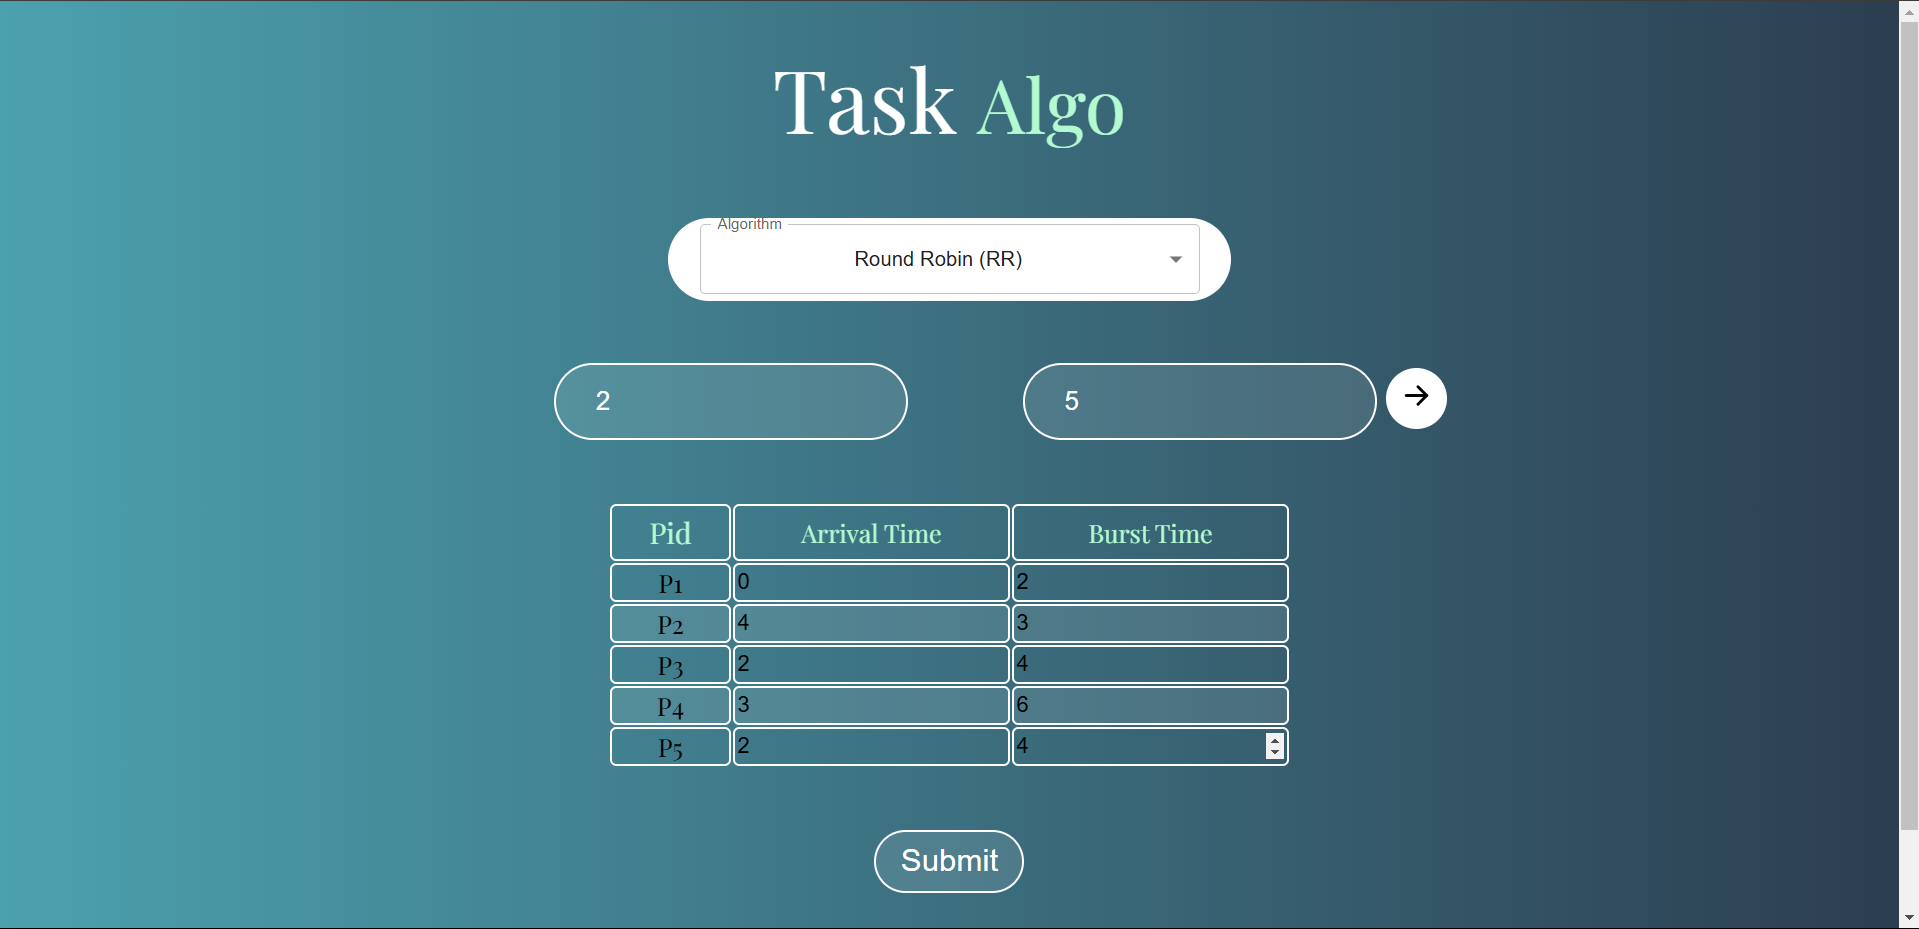 Task Algo
Algorithm
Round Robin (RR)
2 5
Pid Arrival Time Burst Time
P1 0 2
P2 4 3
P3 2 4
P4 3 6
P5 2 4
Submit